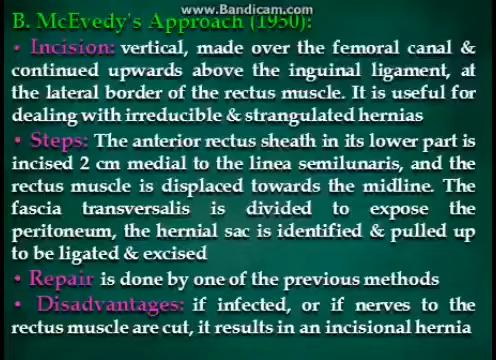 www.Bandicam.com
B. McEvedy's Approach (1950):
• Incision: vertical, made over the femoral canal &
continued upwards above the inguinal ligament, at
the lateral border of the rectus muscle. It is useful for
dealing with irreducible & strangulated hernias
• Steps: The anterior rectus sheath in its lower part is
incised 2 cm medial to the linea semilunaris, and the
rectus muscle is displaced towards the midline. The
fascia transversalis is divided to expose the
peritoneum, the hernial sac is identified & pulled up
to be ligated & excised
• Repair is done by one of the previous methods
• Disadvantages: if infected, or if nerves to the
rectus muscle are cut, it results in an incisional hernia